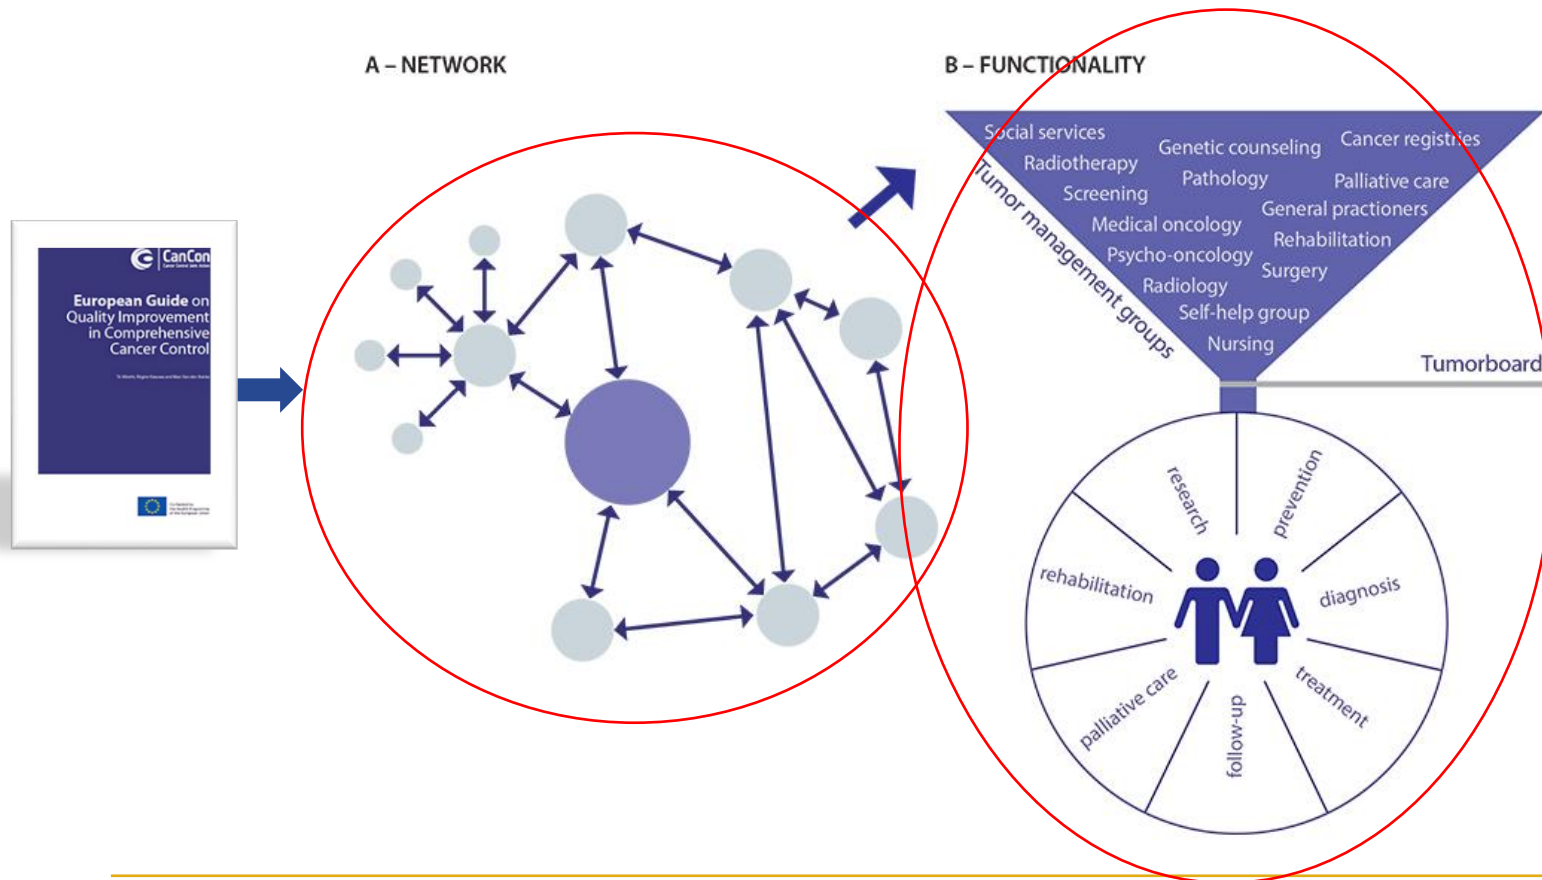 A – NETWORK
B – FUNCTIONALITY
CanCon
European Guide on
Quality Improvement
in Comprehensive
Cancer Control
Social services
Genetic counseling
Cancer registries
Radiotherapy
Pathology
Palliative care
Screening
General practioners
Medical oncology
Rehabilitation
Psycho-oncology
Surgery
Radiology
Self-help group
Nursing
Tumor management groups
Tumorboard
research
prevention
rehabilitation
diagnosis
palliative care
treatment
follow-up